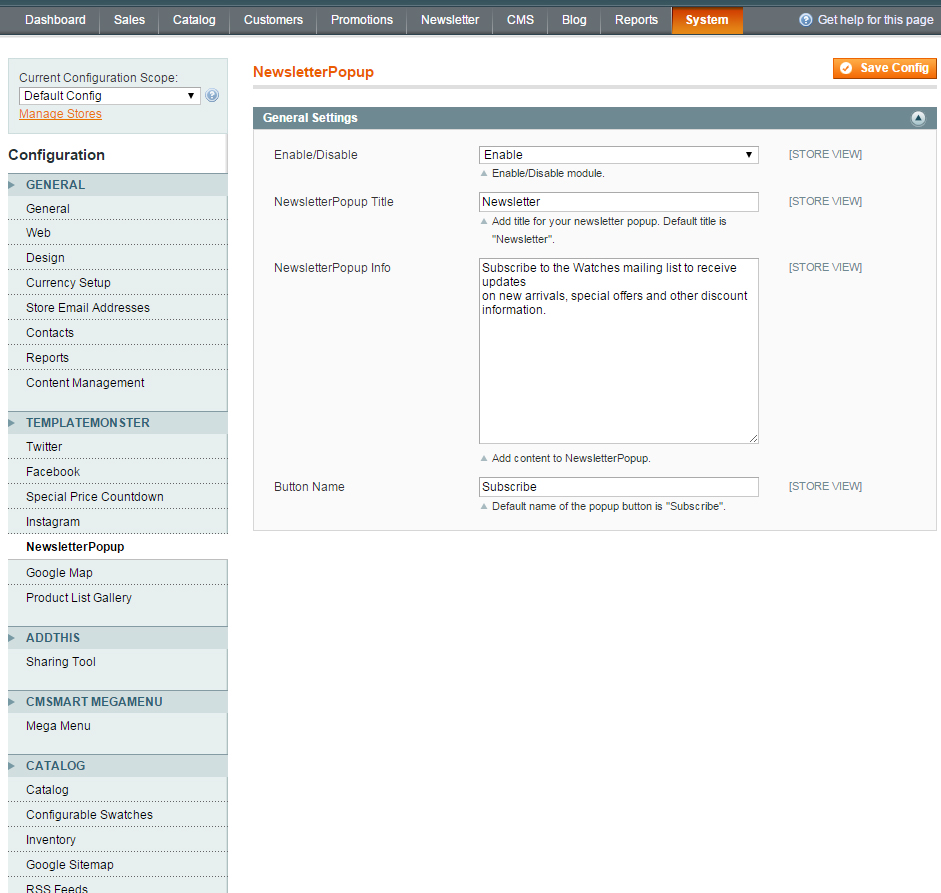 Dashboard Sales Catalog Customers Promotions Newsletter CMS Blog Reports System Get help for this page
Current Configuration Scope:
Default Config
Manage Stores
Configuration
GENERAL
General
Web
Design
Currency Setup
Store Email Addresses
Contacts
Reports
Content Management
TEMPLATEMONSTER
Twitter
Facebook
Special Price Countdown
Instagram
NewsletterPopup
Google Map
Product List Gallery
ADDTHIS
Sharing Tool
CMSMART MEGAMENU
Mega Menu
CATALOG
Catalog
Configurable Swatches
Inventory
Google Sitemap
RSS Feeds
NewsletterPopup
Save Config
General Settings
Enable/Disable
Enable
[STORE VIEW]
Enable/Disable module.
NewsletterPopup Title
Newsletter
[STORE VIEW]
Add title for your newsletter popup. Default title is
"Newsletter".
NewsletterPopup Info
Subscribe to the Watches mailing list to receive
updates
on new arrivals, special offers and other discount
information.
[STORE VIEW]
Add content to NewsletterPopup.
Button Name
Subscribe
[STORE VIEW]
Default name of the popup button is "Subscribe".